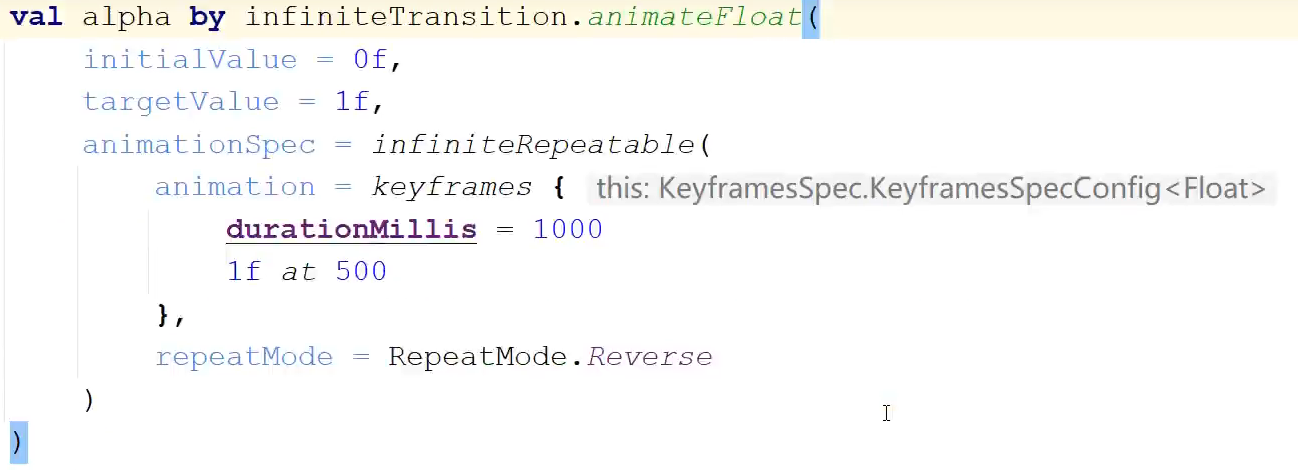 val alpha by infiniteTransition.animateFloat(
    initialValue = 0f,
    targetValue = 1f,
    animationSpec = infiniteRepeatable(
        animation = keyframes { this: KeyframesSpec.KeyframesSpecConfig<Float>
            durationMillis = 1000
            1f at 500
        },
        repeatMode = RepeatMode.Reverse
    )
)